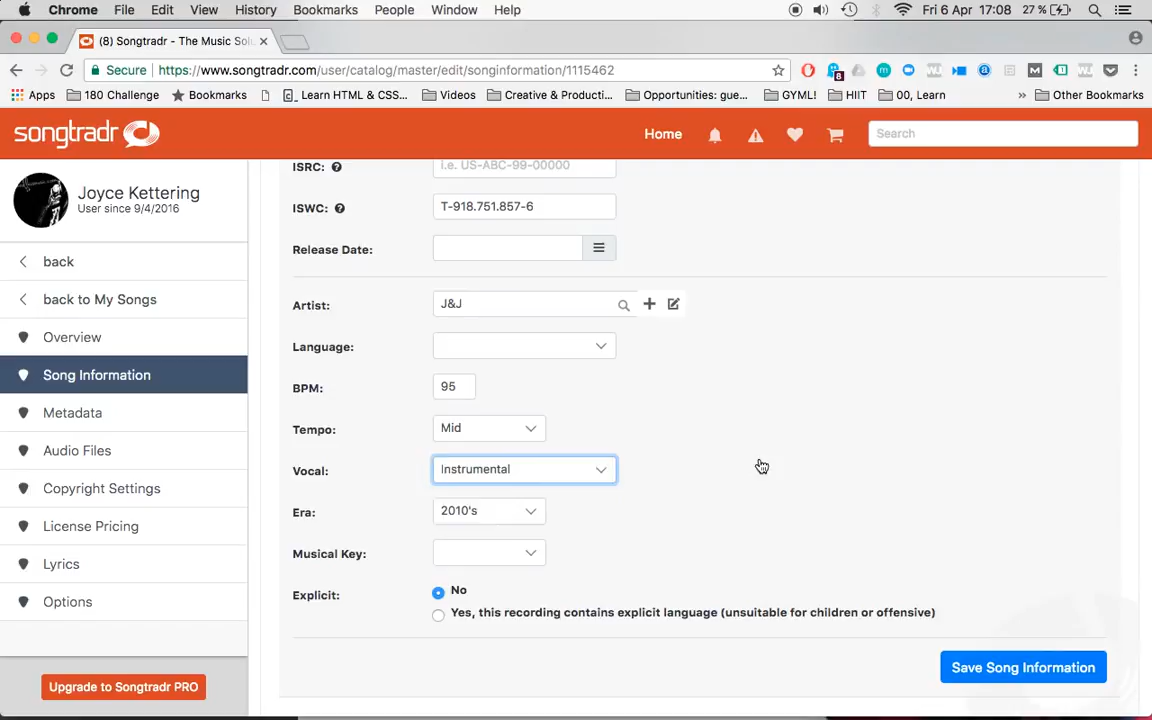 Chrome File Edit View History Bookmarks People Window Help Fri 6 Apr 17:08 27 %
(8) Songtradr - The Music Sol
Secure https://www.songtradr.com/user/catalog/master/edit/songinformation/1115462
Apps 180 Challenge Bookmarks Learn HTML & CSS... Videos Creative & Producti... Opportunities: gue... GYML! HIIT 00, Learn » Other Bookmarks
songtradr Home Search
Joyce Kettering
User since 9/4/2016
back
back to My Songs
Overview
Song Information
Metadata
Audio Files
Copyright Settings
License Pricing
Lyrics
Options
Upgrade to Songtradr PRO
ISRC: i.e. US-ABC-99-00000
ISWC: T-918.751.857-6
Release Date:
Artist: J&J
Language:
BPM: 95
Tempo: Mid
Vocal: Instrumental
Era: 2010's
Musical Key:
Explicit: No
Yes, this recording contains explicit language (unsuitable for children or offensive)
Save Song Information